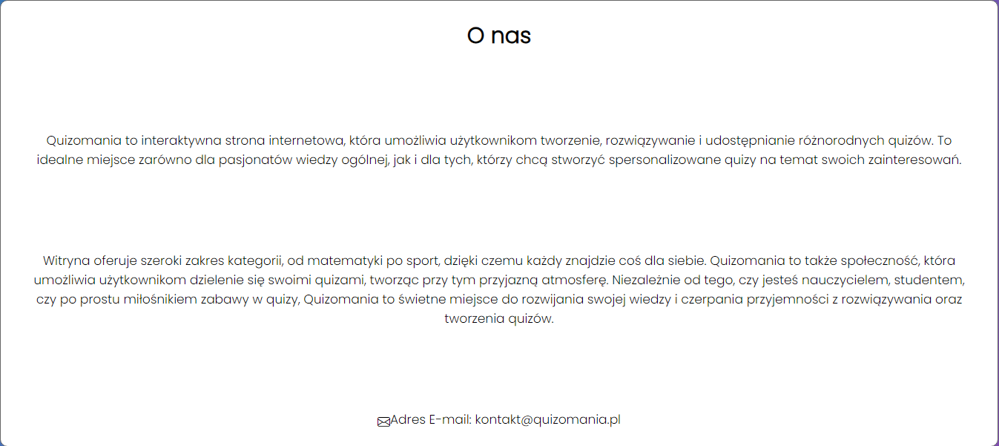 O nas
Quizomania to interaktywna strona internetowa, która umożliwia użytkownikom tworzenie, rozwiązywanie i udostępnianie różnorodnych quizów. To
idealne miejsce zarówno dla pasjonatów wiedzy ogólnej, jak i dla tych, którzy chcą stworzyć spersonalizowane quizy na temat swoich zainteresowań.
Witryna oferuje szeroki zakres kategorii, od matematyki po sport, dzięki czemu każdy znajdzie coś dla siebie. Quizomania to także społeczność, która
umożliwia użytkownikom dzielenie się swoimi quizami, tworząc przy tym przyjazną atmosferę. Niezależnie od tego, czy jesteś nauczycielem, studentem,
czy po prostu miłośnikiem zabawy w quizy, Quizomania to świetne miejsce do rozwijania swojej wiedzy i czerpania przyjemności z rozwiązywania oraz
tworzenia quizów.
Adres E-mail: kontakt@quizomania.pl